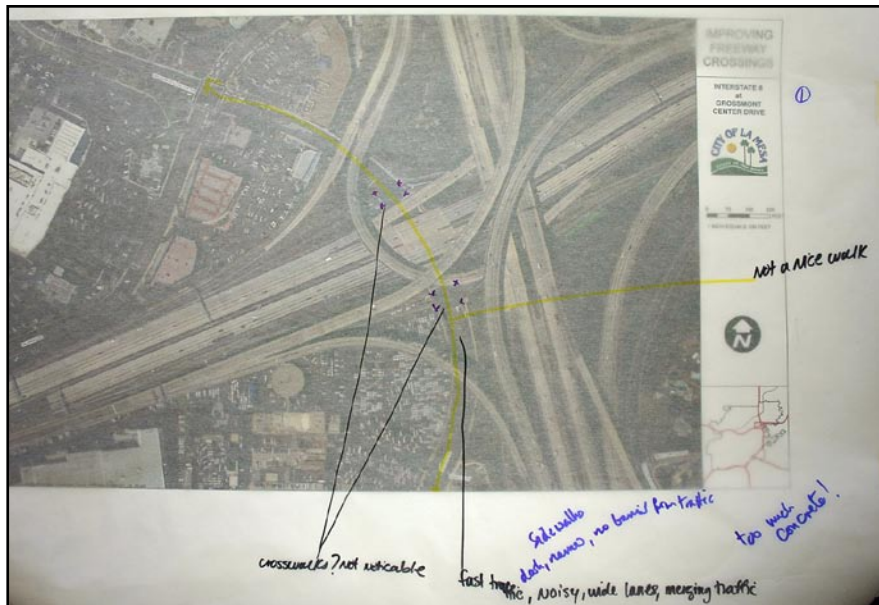 IMPROVING
FREEWAY
CROSSINGS
INTERSTATE 8
at
GROSSMONT
CENTER DRIVE
①
CITY OF LA MESA
Not a nice walk
N
Sidewalks
narrow, no barrier from traffic
too much
concrete!
crosswalks? not noticable
fast traffic, noisy, wide lanes, merging traffic